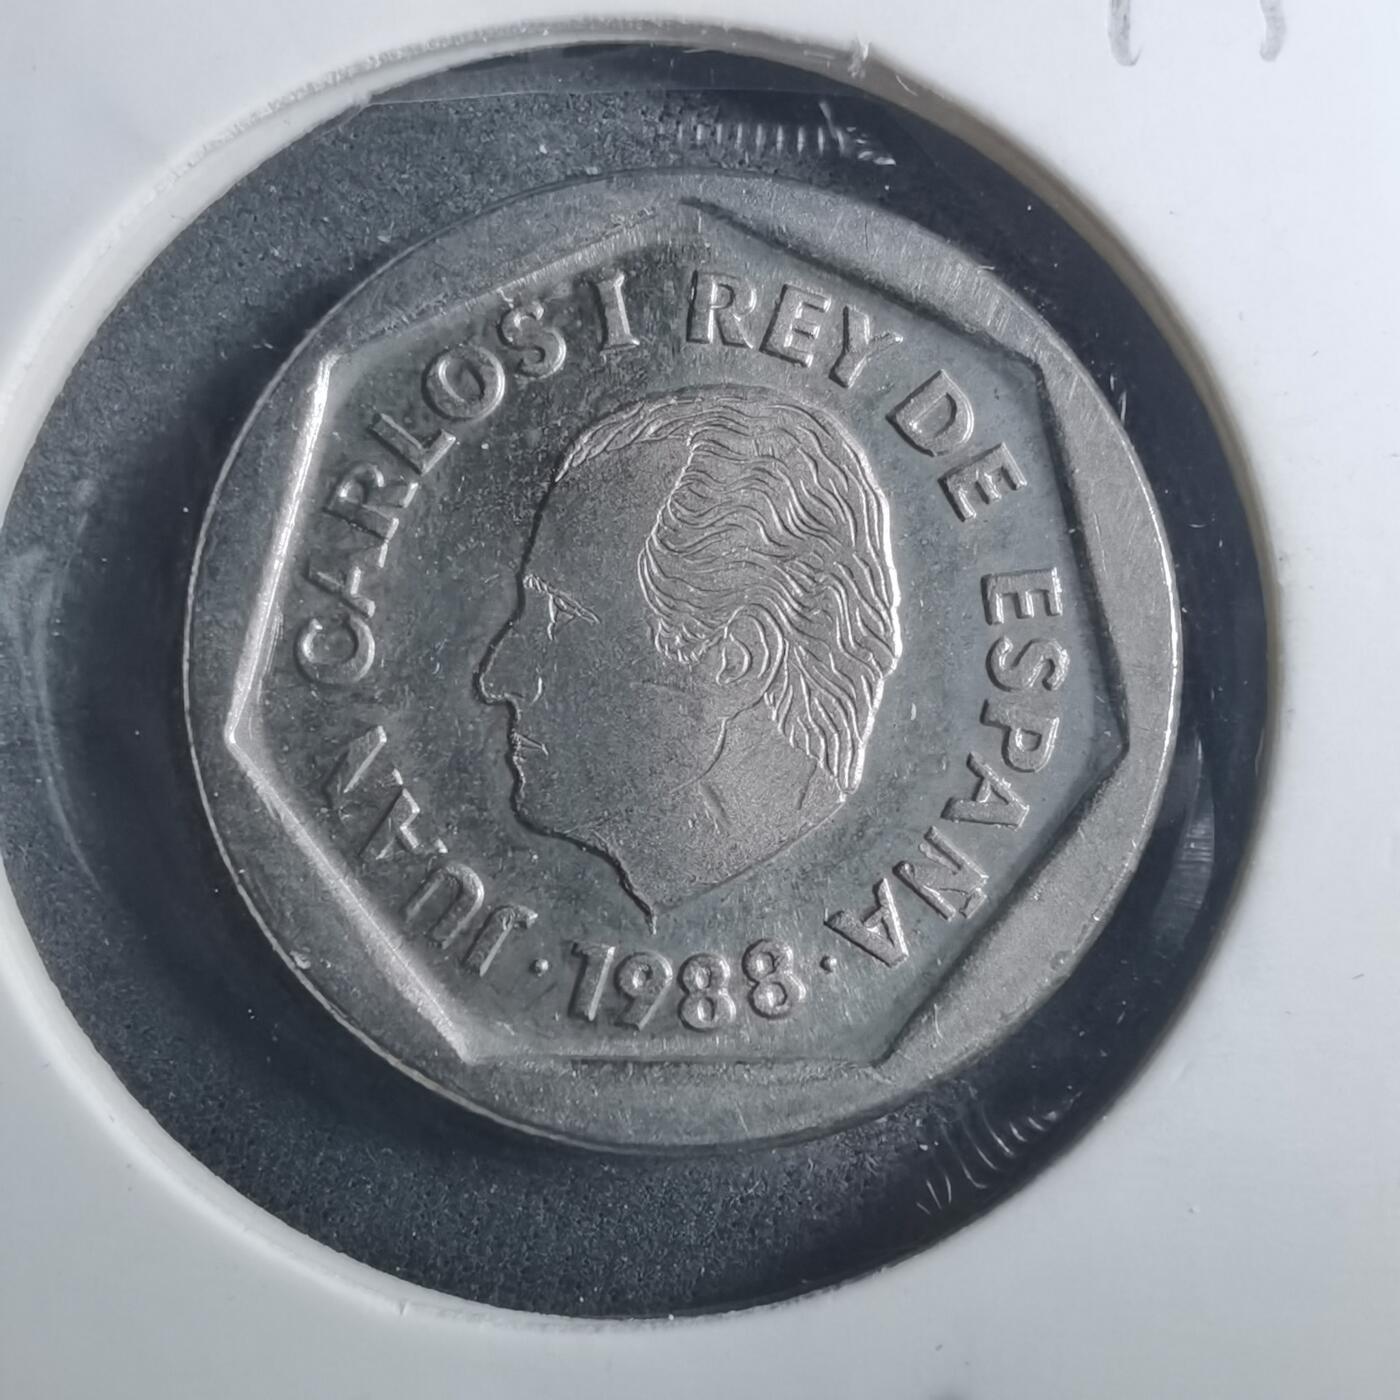 JUAN CARLOS I REY DE ESPAÑA
· 1988 ·